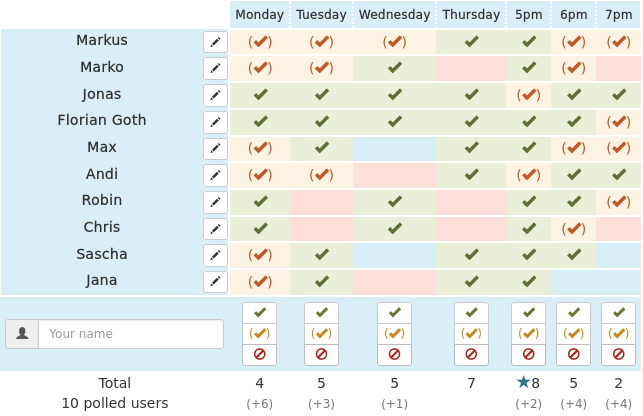 Monday Tuesday Wednesday Thursday 5pm 6pm 7pm
Markus (✓) (✓) (✓) ✓ ✓ (✓) (✓)
Marko (✓) (✓) ✓ ✓ (✓)
Jonas ✓ ✓ ✓ ✓ (✓) ✓ ✓
Florian Goth ✓ ✓ ✓ ✓ ✓ ✓ (✓)
Max (✓) ✓ ✓ ✓ (✓) (✓)
Andi (✓) (✓) ✓ (✓) ✓ ✓
Robin ✓ ✓ ✓ ✓ (✓)
Chris ✓ ✓ ✓ (✓)
Sascha (✓) ✓ ✓ ✓ ✓
Jana (✓) ✓ ✓ ✓
✓ ✓ ✓ ✓ ✓ ✓ ✓
Your name (✓) (✓) (✓) (✓) (✓) (✓) (✓)
Total 4 5 5 7 ★8 5 2
10 polled users (+6) (+3) (+1) (+2) (+4) (+4)